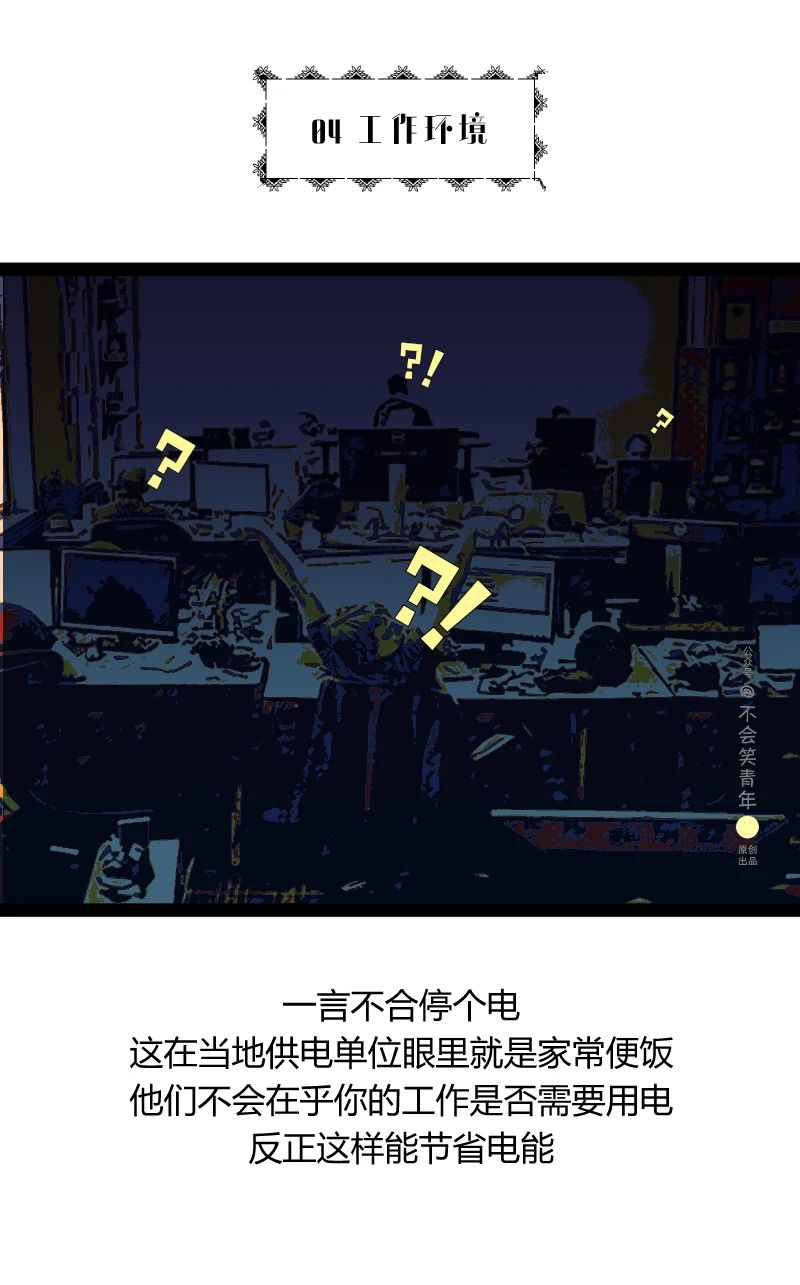 04 工作环境
?!
?
?
?!
公众号
不会笑青年
原创
出品
一言不合停个电
这在当地供电单位眼里就是家常便饭
他们不会在乎你的工作是否需要用电
反正这样能节省电能